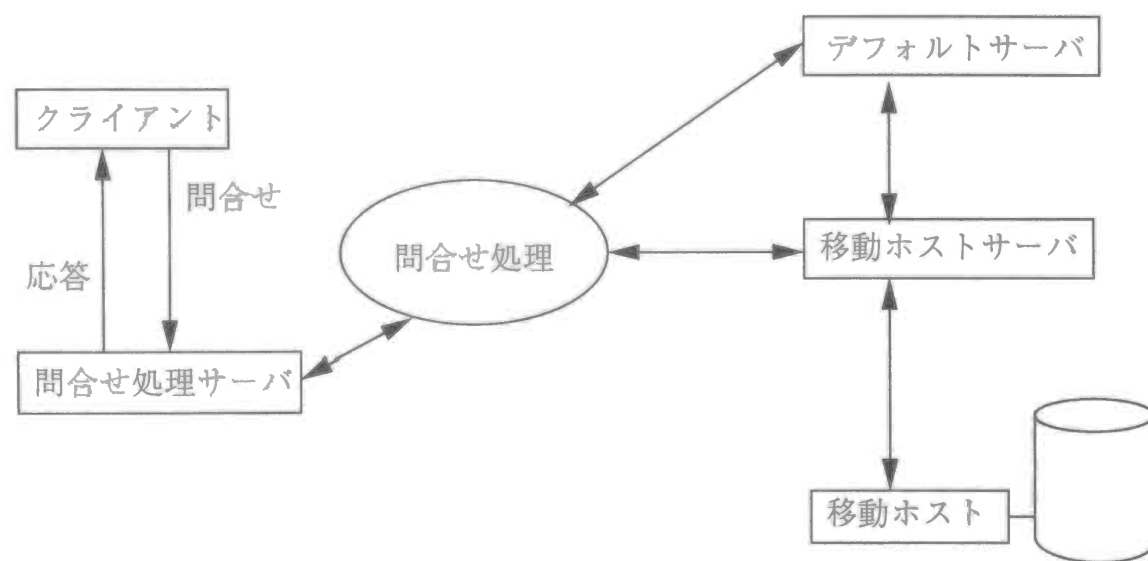 デフォルトサーバ
クライアント
問合せ
問合せ処理
移動ホストサーバ
応答
問合せ処理サーバ
移動ホスト